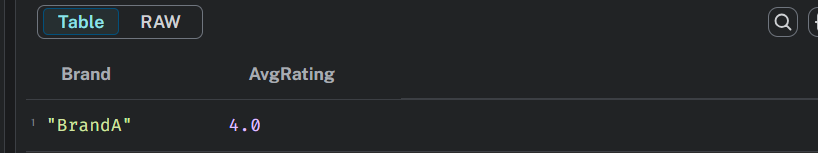 Table RAW
Brand AvgRating
1 "BrandA" 4.0